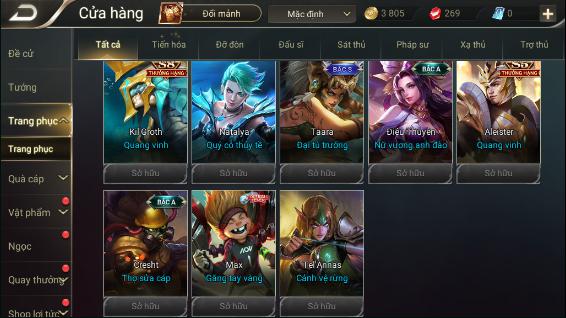 Cửa hàng
Đổi mảnh
Mặc định
3 805
269
0
Tất cả
Tiến hóa
Đỡ đòn
Đấu sĩ
Sát thủ
Pháp sư
Xạ thủ
Trợ thủ
Đề cử
Tướng
Trang phục
Trang phục
Quà cáp
Vật phẩm
Ngọc
Quay thưởng
Shop lợi tức
S8
THƯỞNG HẠNG
Kil'Groth
Quang vinh
Sở hữu
Natalya
Quý cô thủy tề
Sở hữu
BẬC S
Taara
Đại tù trưởng
Sở hữu
BẬC A
Điêu Thuyền
Nữ vương anh đào
Sở hữu
S5
THƯỞNG HẠNG
Aleister
Quang vinh
Sở hữu
BẬC A
Cresht
Thợ sửa cáp
Sở hữu
Max
Găng tay vàng
Sở hữu
Tel'Annas
Cảnh vệ rừng
Sở hữu